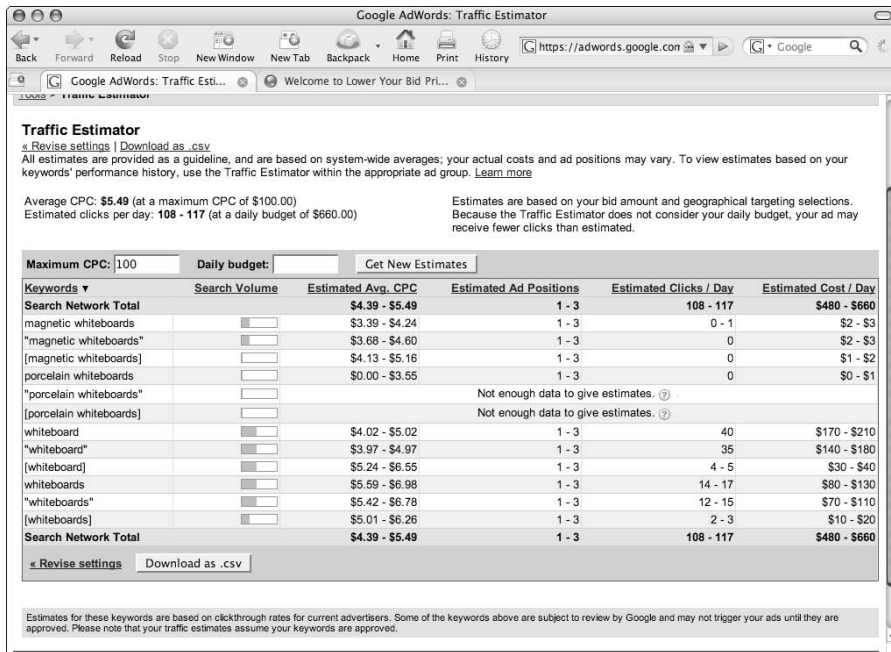 Google AdWords: Traffic Estimator
Back Forward Reload Stop New Window New Tab Backpack Home Print History https://adwords.google.com Google
Google AdWords: Traffic Esti... Welcome to Lower Your Bid Pri...
Tools > Traffic Estimator
Traffic Estimator
« Revise settings | Download as .csv
All estimates are provided as a guideline, and are based on system-wide averages; your actual costs and ad positions may vary. To view estimates based on your
keywords' performance history, use the Traffic Estimator within the appropriate ad group. Learn more
Average CPC: $5.49 (at a maximum CPC of $100.00)
Estimated clicks per day: 108 - 117 (at a daily budget of $660.00)
Estimates are based on your bid amount and geographical targeting selections.
Because the Traffic Estimator does not consider your daily budget, your ad may
receive fewer clicks than estimated.
Maximum CPC: 100 Daily budget: Get New Estimates
Keywords ▼ Search Volume Estimated Avg. CPC Estimated Ad Positions Estimated Clicks / Day Estimated Cost / Day
Search Network Total $4.39 - $5.49 1 - 3 108 - 117 $480 - $660
magnetic whiteboards $3.39 - $4.24 1 - 3 0 - 1 $2 - $3
"magnetic whiteboards" $3.68 - $4.60 1 - 3 0 $2 - $3
[magnetic whiteboards] $4.13 - $5.16 1 - 3 0 $1 - $2
porcelain whiteboards $0.00 - $3.55 1 - 3 0 $0 - $1
"porcelain whiteboards" Not enough data to give estimates. ?
[porcelain whiteboards] Not enough data to give estimates. ?
whiteboard $4.02 - $5.02 1 - 3 40 $170 - $210
"whiteboard" $3.97 - $4.97 1 - 3 35 $140 - $180
[whiteboard] $5.24 - $6.55 1 - 3 4 - 5 $30 - $40
whiteboards $5.59 - $6.98 1 - 3 14 - 17 $80 - $130
"whiteboards" $5.42 - $6.78 1 - 3 12 - 15 $70 - $110
[whiteboards] $5.01 - $6.26 1 - 3 2 - 3 $10 - $20
Search Network Total $4.39 - $5.49 1 - 3 108 - 117 $480 - $660
« Revise settings Download as .csv
Estimates for these keywords are based on clickthrough rates for current advertisers. Some of the keywords above are subject to review by Google and may not trigger your ads until they are
approved. Please note that your traffic estimates assume your keywords are approved.